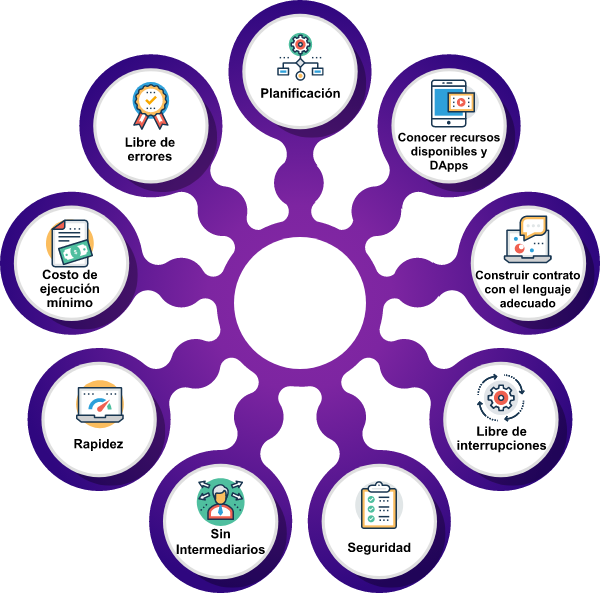 Planificación
Conocer recursos
disponibles y
DApps
Construir contrato
con el lenguaje
adecuado
Libre de
interrupciones
Seguridad
Sin
Intermediarios
Rapidez
Costo de
ejecución
mínimo
Libre de
errores